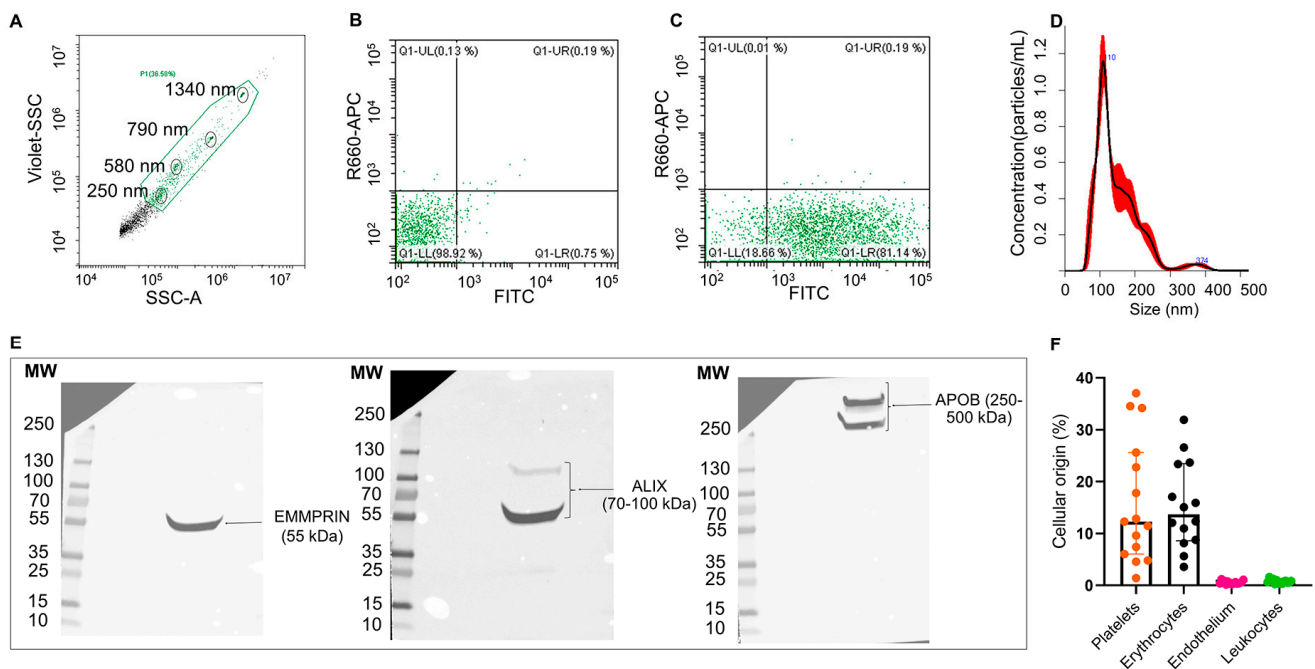 A
Violet-SSC
10⁷
10⁶
10⁵
10⁴
P1(36.58%)
1340 nm
790 nm
580 nm
250 nm
10⁴
10⁵
10⁶
10⁷
SSC-A
B
R660-APC
10⁵
10⁴
10³
10²
Q1-UL(0.13 %)
Q1-UR(0.19 %)
Q1-LL(98.92 %)
Q1-LR(0.75 %)
10²
10³
10⁴
10⁵
FITC
C
R660-APC
10⁵
10⁴
10³
10²
Q1-UL(0.01 %)
Q1-UR(0.19 %)
Q1-LL(18.66 %)
Q1-LR(81.14 %)
10²
10³
10⁴
10⁵
FITC
D
Concentration(particles/mL)
1.2
1.0
0.8
0.6
0.4
0.2
10
374
0
100
200
300
400
500
Size (nm)
E
MW
250
130
100
70
55
35
25
15
10
EMMPRIN
(55 kDa)
MW
250
130
100
70
55
35
25
15
10
ALIX
(70-100 kDa)
MW
250
130
100
70
55
35
25
15
10
APOB (250-
500 kDa)
F
Cellular origin (%)
40
30
20
10
0
Platelets
Erythrocytes
Endothelium
Leukocytes